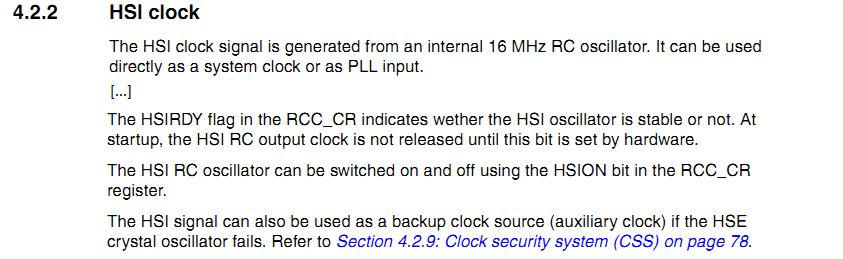 4.2.2 HSI clock
The HSI clock signal is generated from an internal 16 MHz RC oscillator. It can be used
directly as a system clock or as PLL input.
[...]
The HSIRDY flag in the RCC_CR indicates wether the HSI oscillator is stable or not. At
startup, the HSI RC output clock is not released until this bit is set by hardware.
The HSI RC oscillator can be switched on and off using the HSION bit in the RCC_CR
register.
The HSI signal can also be used as a backup clock source (auxiliary clock) if the HSE
crystal oscillator fails. Refer to Section 4.2.9: Clock security system (CSS) on page 78.